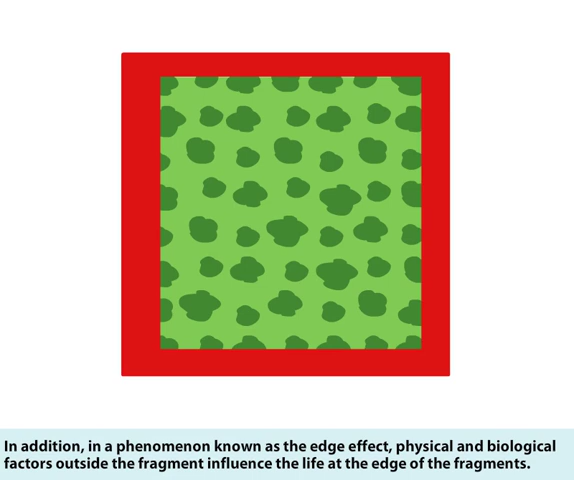 In addition, in a phenomenon known as the edge effect, physical and biological
factors outside the fragment influence the life at the edge of the fragments.